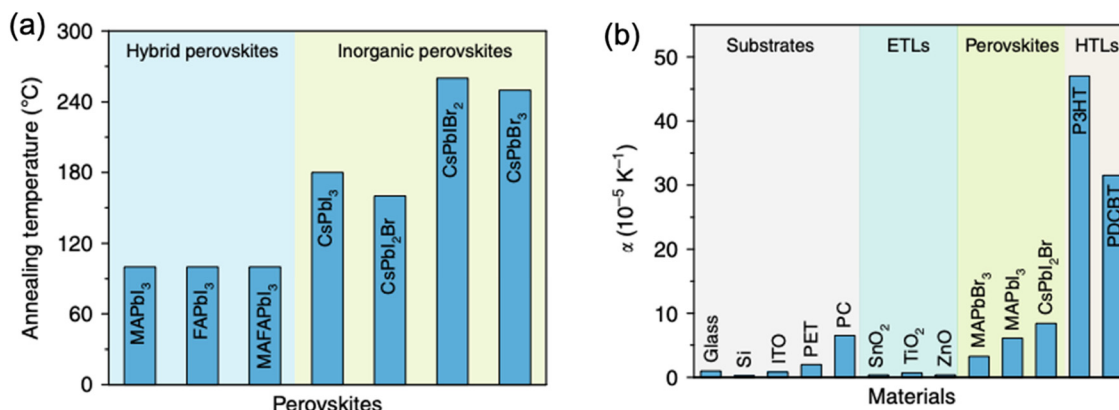 (a)
Annealing temperature (°C)
300
240
180
120
60
0
Hybrid perovskites
Inorganic perovskites
MAPbI₃
FAPbI₃
MAFAPbI₃
CsPbI₃
CsPbI₂Br
CsPbIBr₂
CsPbBr₃
Perovskites
(b)
α (10⁻⁵ K⁻¹)
50
40
30
20
10
0
Substrates
ETLs
Perovskites
HTLs
Glass
Si
ITO
PET
PC
SnO₂
TiO₂
ZnO
MAPbBr₃
MAPbI₃
CsPbI₂Br
P3HT
PDCBT
Materials